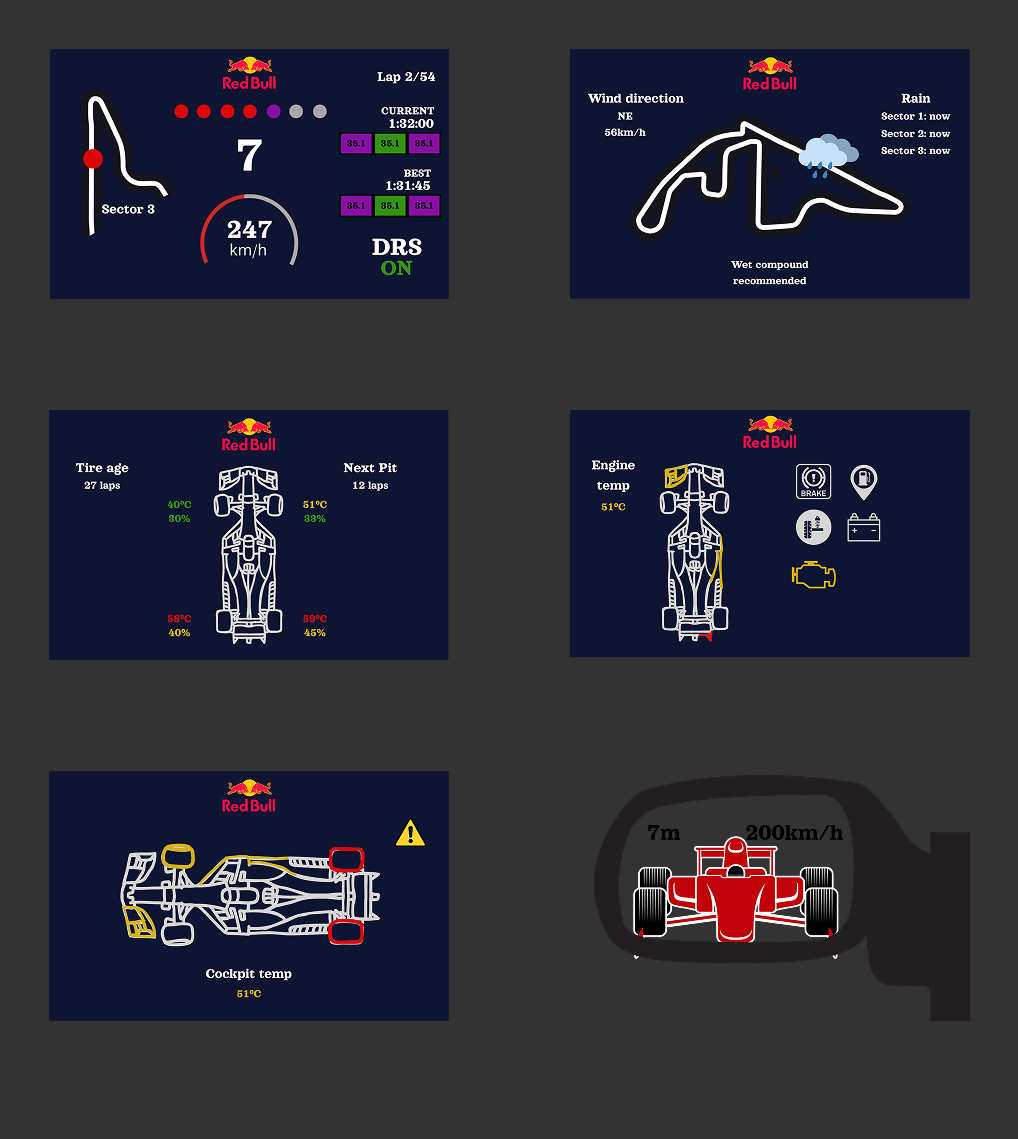 Red Bull
Lap 2/54
CURRENT
1:32:00
35.1 35.1 35.1
7
BEST
1:31:45
35.1 35.1 35.1
Sector 3
247
km/h
DRS
ON
Red Bull
Wind direction
NE
56km/h
Rain
Sector 1: now
Sector 2: now
Sector 3: now
Wet compound
recommended
Red Bull
Tire age
27 laps
Next Pit
12 laps
40°C
30%
51°C
33%
58°C
40%
59°C
45%
Red Bull
Engine
temp
51°C
BRAKE
Red Bull
Cockpit temp
51°C
7m
200km/h